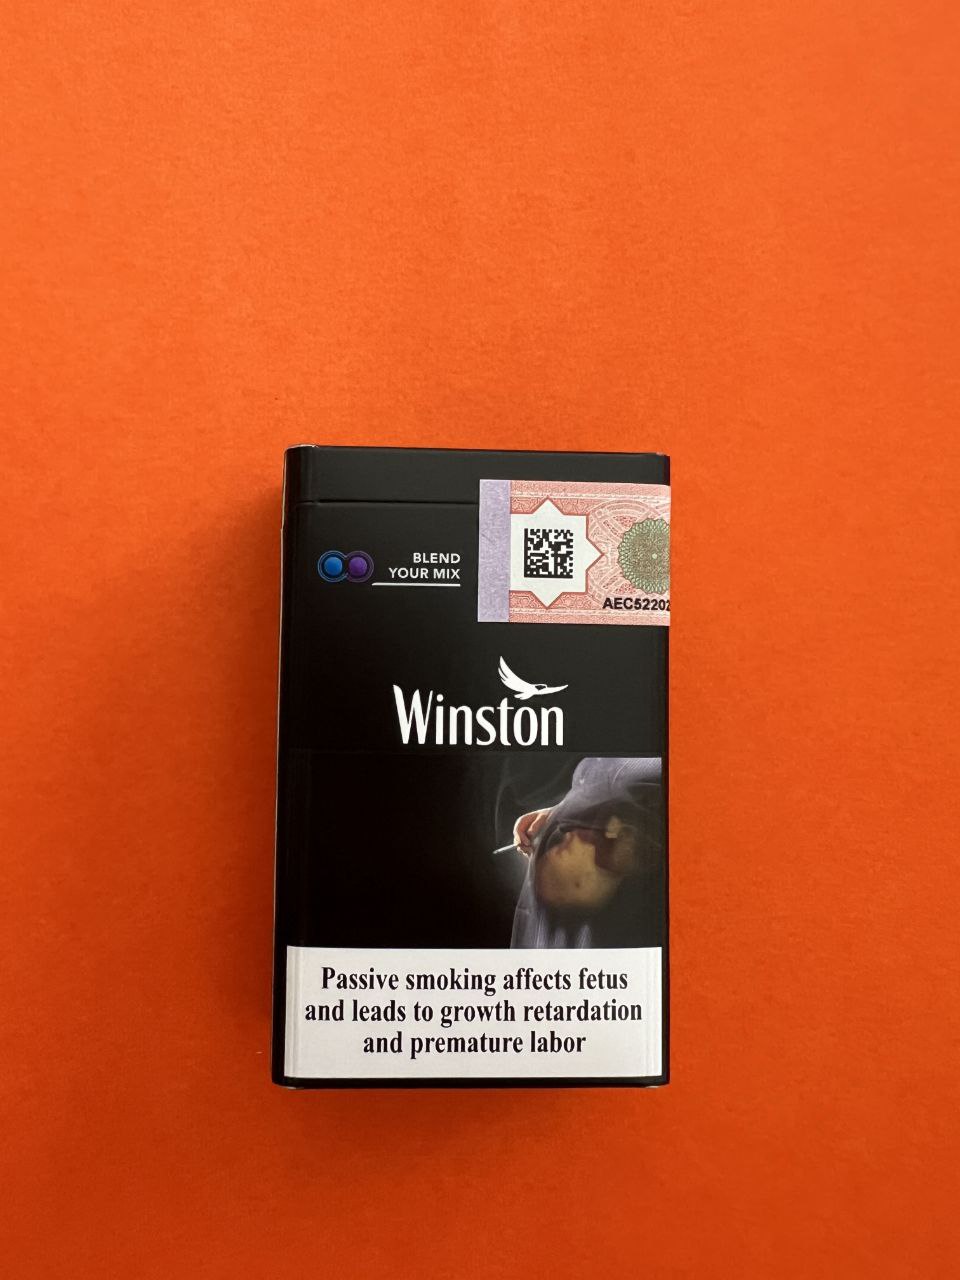 BLEND
YOUR MIX
AEC52202
Winston
Passive smoking affects fetus
and leads to growth retardation
and premature labor